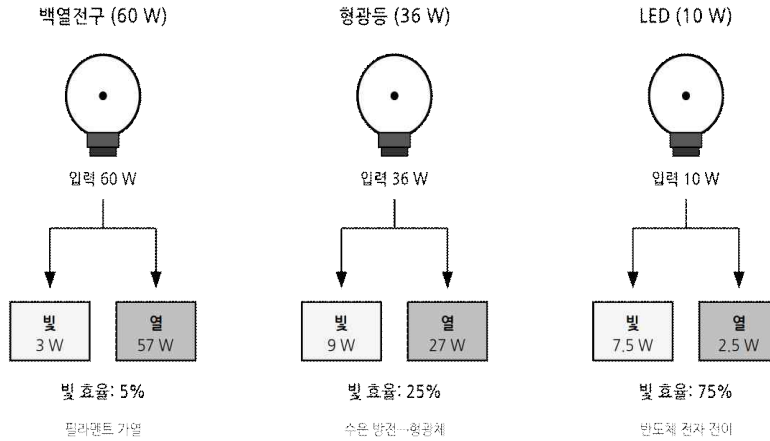 백열전구 (60 W)
형광등 (36 W)
LED (10 W)
입력 60 W
입력 36 W
입력 10 W
빛
3 W
열
57 W
빛
9 W
열
27 W
빛
7.5 W
열
2.5 W
빛 효율: 5%
빛 효율: 25%
빛 효율: 75%
필라멘트 가열
수은 방전→형광체
반도체 전자 전이